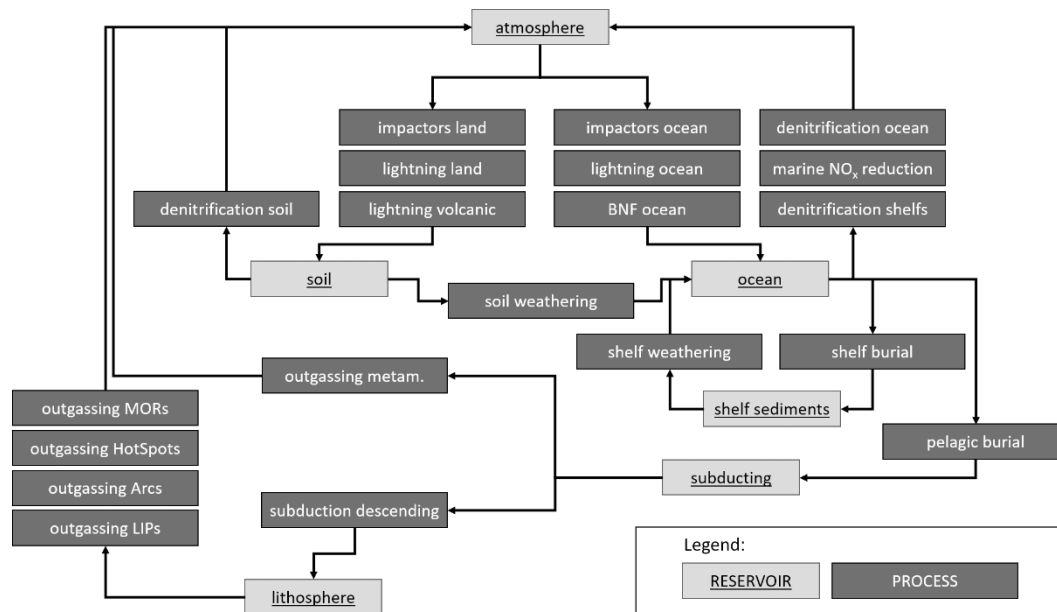 atmosphere
impactors land
impactors ocean
denitrification ocean
lightning land
lightning ocean
marine NOₓ reduction
denitrification soil
lightning volcanic
BNF ocean
denitrification shelfs
soil
ocean
soil weathering
shelf weathering
shelf burial
outgassing metam.
outgassing MORs
shelf sediments
outgassing HotSpots
pelagic burial
outgassing Arcs
subducting
outgassing LIPs
subduction descending
lithosphere
Legend:
RESERVOIR
PROCESS